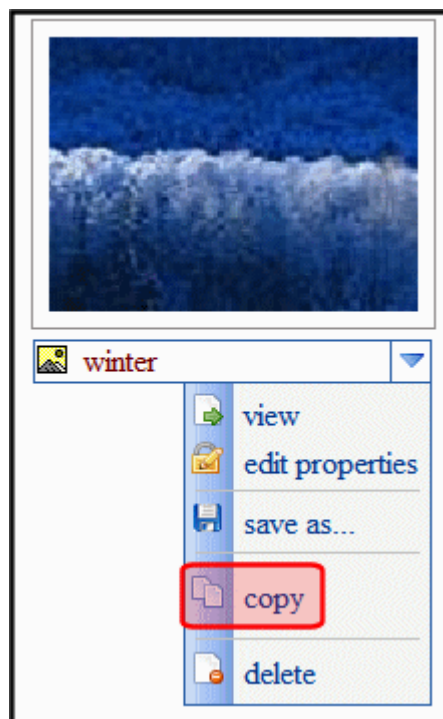 winter
view
edit properties
save as...
copy
delete